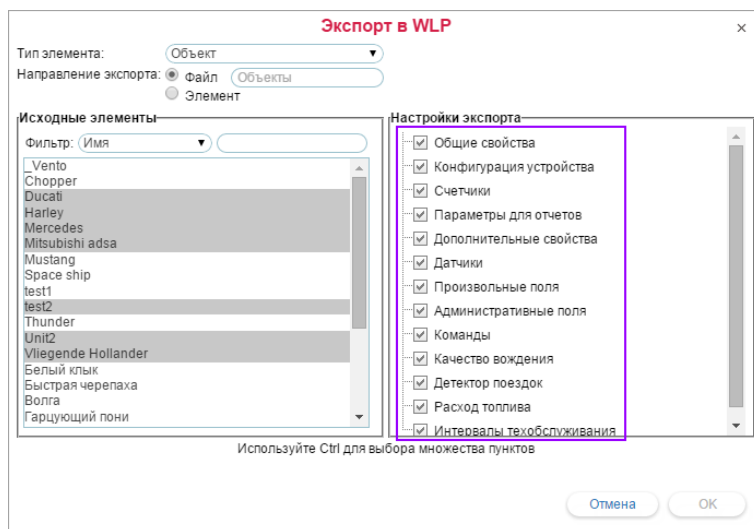 Экспорт в WLP
×
Тип элемента: Объект
Направление экспорта: Файл Объекты
Элемент
Исходные элементы
Фильтр: Имя
_Vento
Chopper
Ducati
Harley
Mercedes
Mitsubishi adsa
Mustang
Space ship
test1
test2
Thunder
Unit2
Vliegende Hollander
Белый клык
Быстрая черепаха
Волга
Гарцующий пони
Настройки экспорта
Общие свойства
Конфигурация устройства
Счетчики
Параметры для отчетов
Дополнительные свойства
Датчики
Произвольные поля
Административные поля
Команды
Качество вождения
Детектор поездок
Расход топлива
Интервалы техобслуживания
Используйте Ctrl для выбора множества пунктов
Отмена
OK